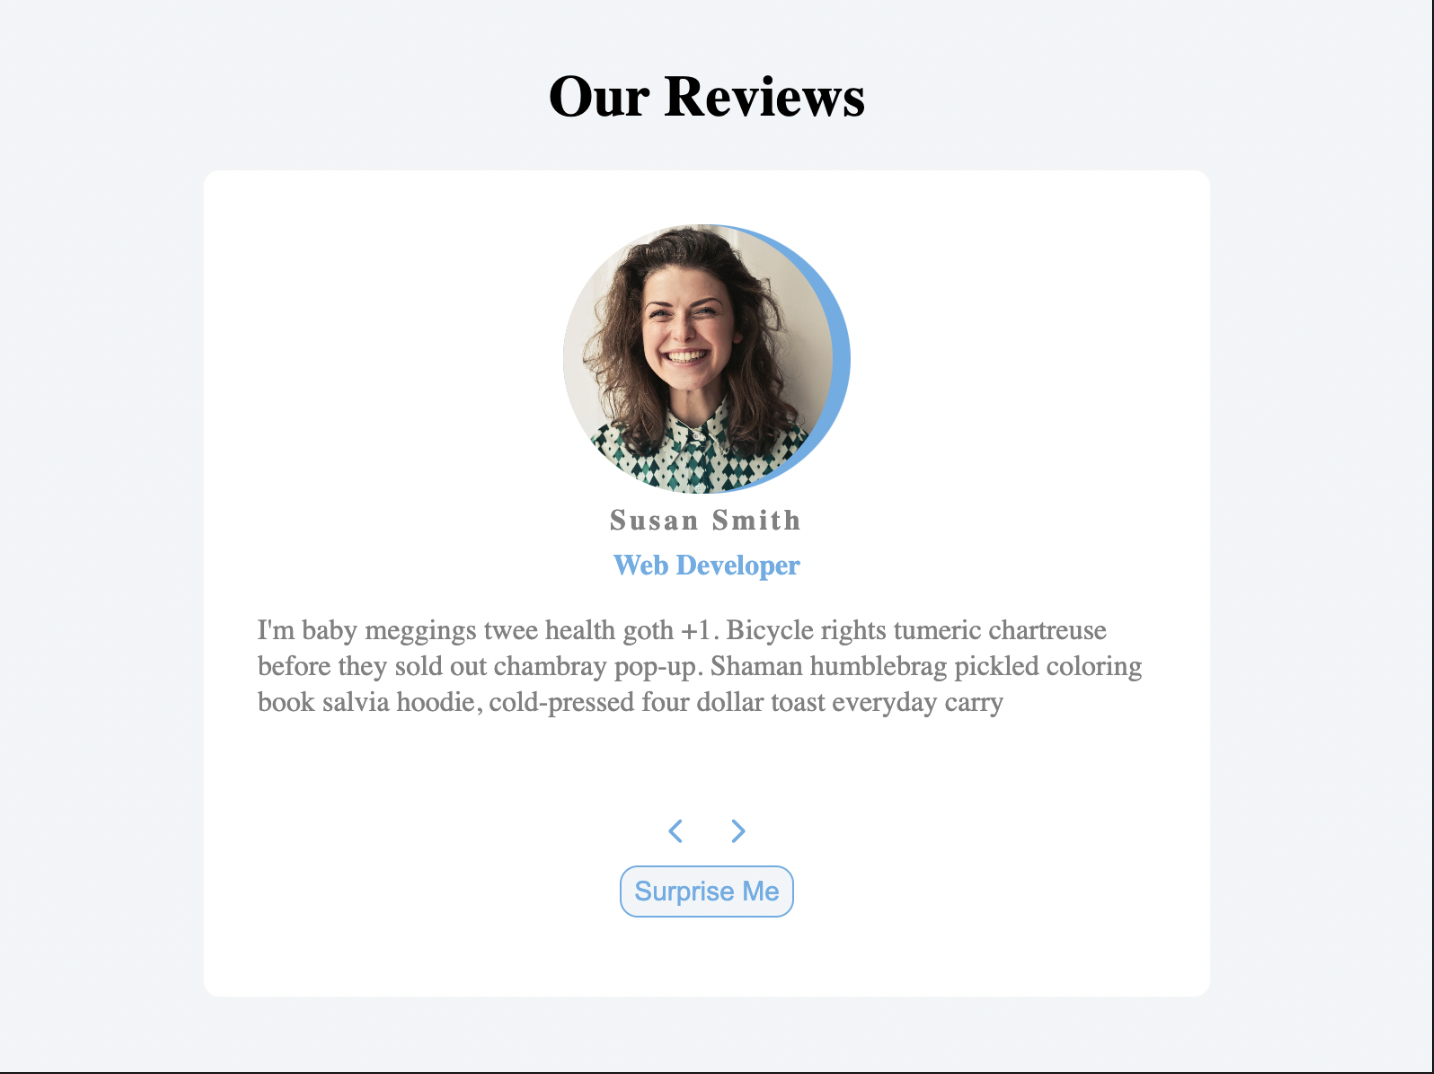 Our Reviews
Susan Smith
Web Developer
I'm baby meggings twee health goth +1. Bicycle rights tumeric chartreuse
before they sold out chambray pop-up. Shaman humblebrag pickled coloring
book salvia hoodie, cold-pressed four dollar toast everyday carry
Surprise Me